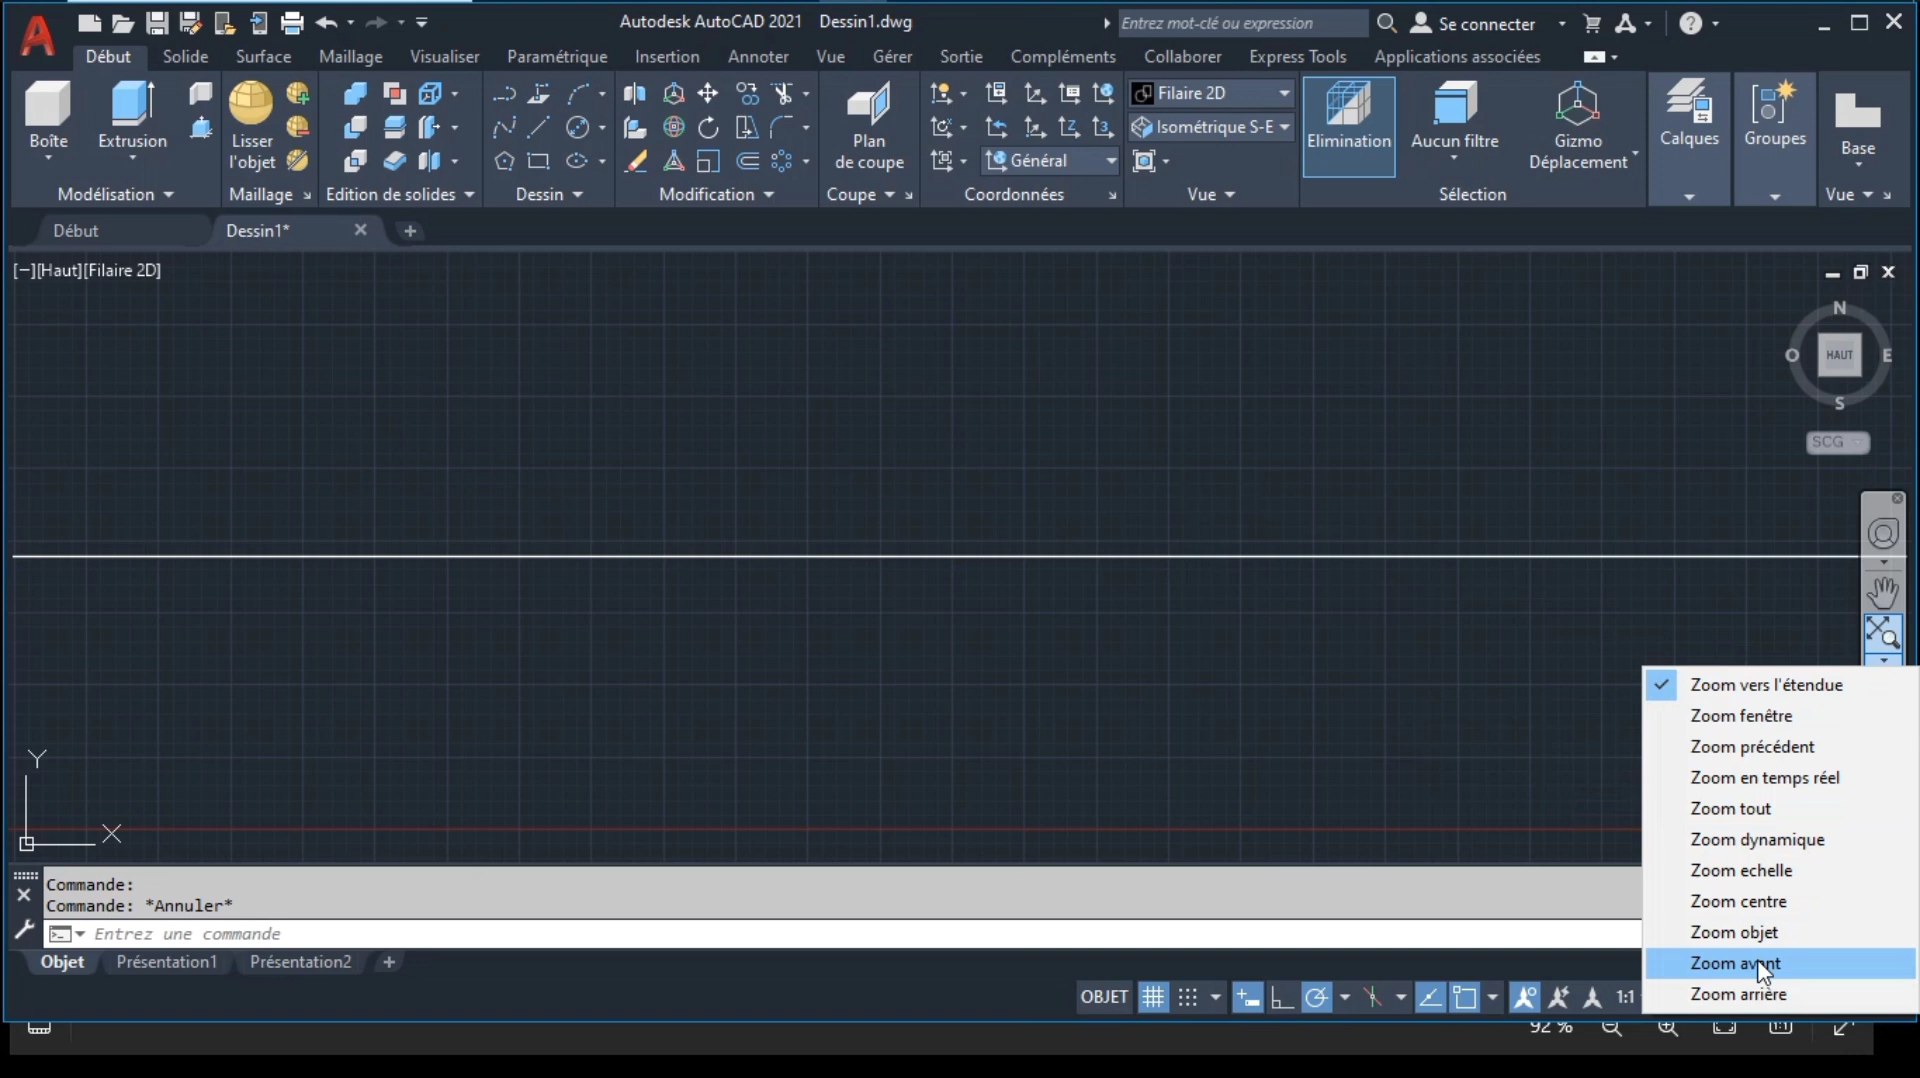 Autodesk AutoCAD 2021 Dessin1.dwg
Entrez mot-clé ou expression
Se connecter
Début Solide Surface Maillage Visualiser Paramétrique Insertion Annoter Vue Gérer Sortie Compléments Collaborer Express Tools Applications associées
Boîte
Extrusion
Lisser
l'objet
Plan
de coupe
Filaire 2D
Isométrique S-E
Général
Elimination
Aucun filtre
Gizmo
Déplacement
Calques
Groupes
Base
Modélisation Maillage Edition de solides Dessin Modification Coupe Coordonnées Vue Sélection Vue
Début Dessin1* +
[−][Haut][Filaire 2D]
N
O HAUT E
S
SCG
Y
X
Zoom vers l'étendue
Zoom fenêtre
Zoom précédent
Zoom en temps réel
Zoom tout
Zoom dynamique
Zoom echelle
Zoom centre
Zoom objet
Zoom avant
Zoom arrière
Commande:
Commande: *Annuler*
Entrez une commande
Objet Présentation1 Présentation2 +
OBJET 1:1
92 %
1:1